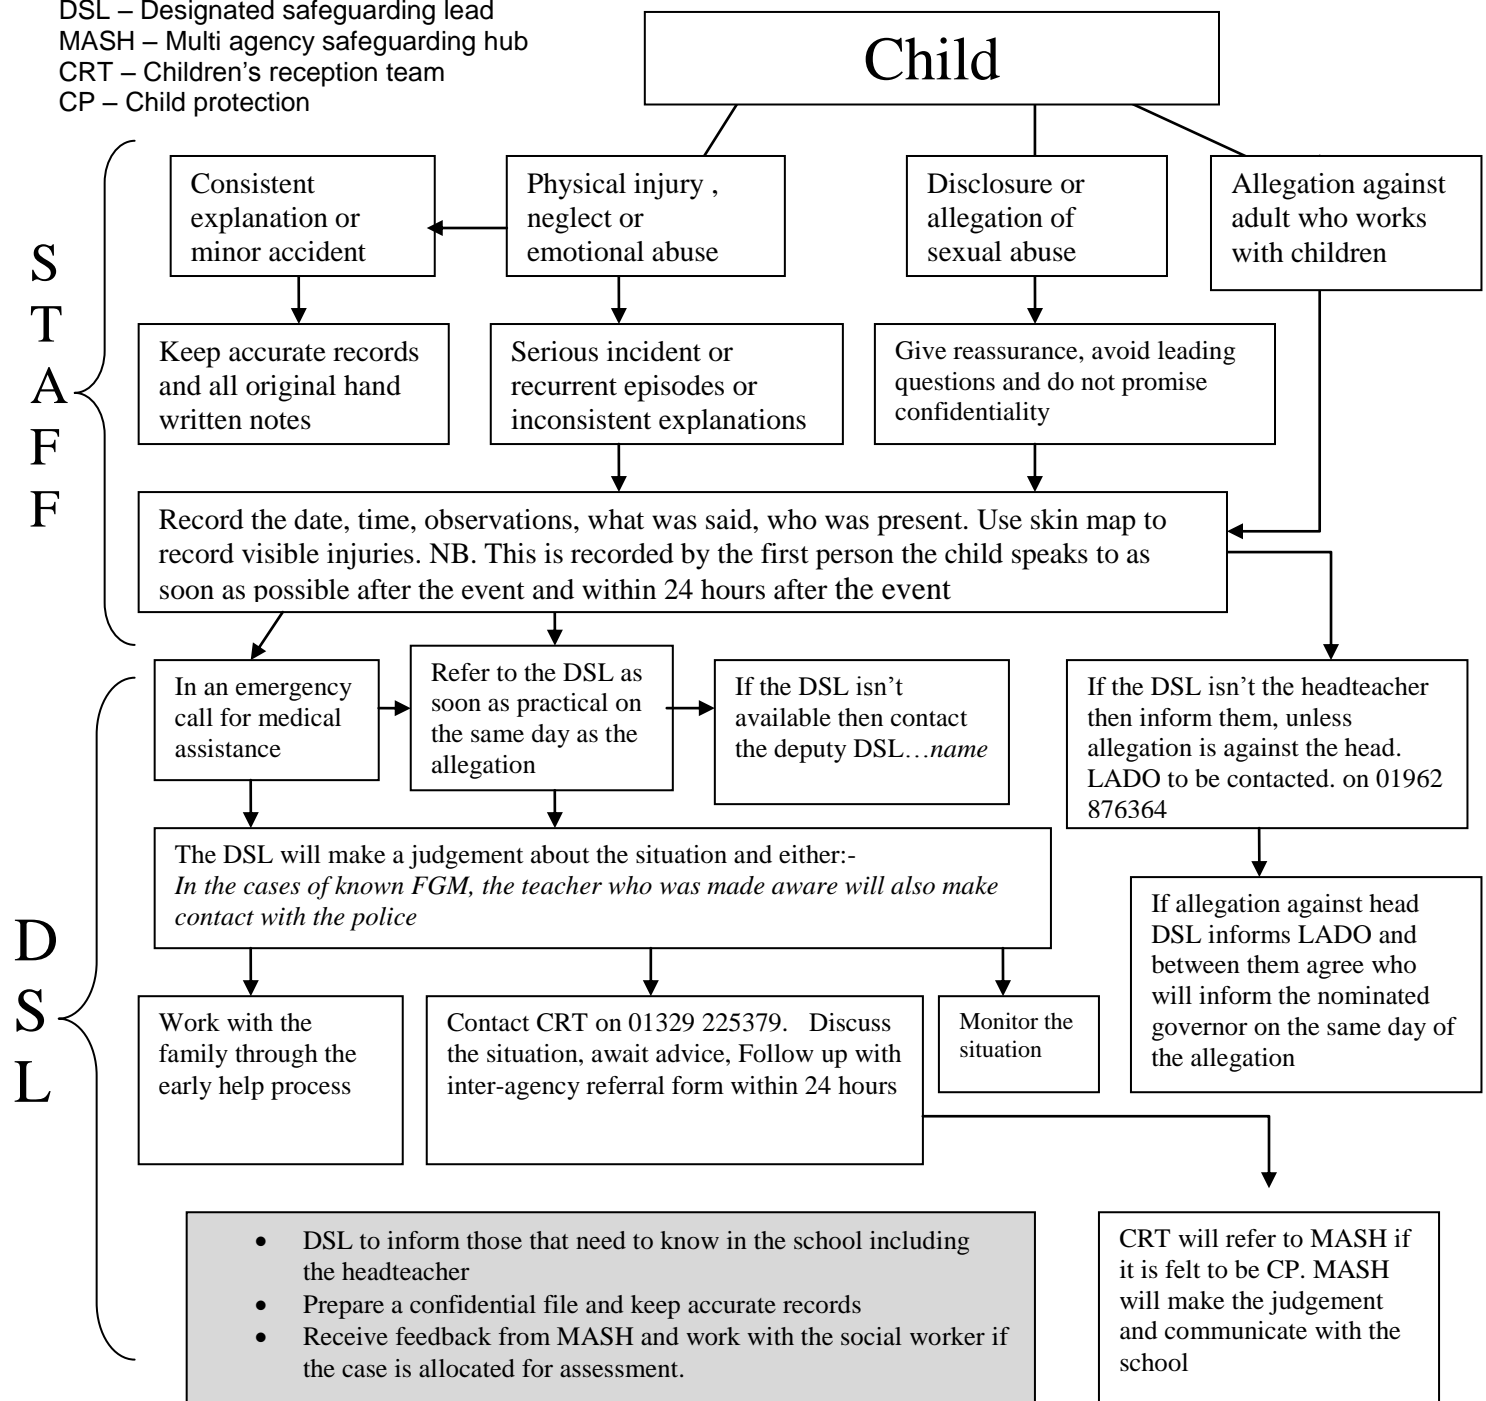 DSL – Designated safeguarding lead
MASH – Multi agency safeguarding hub
CRT – Children's reception team
CP – Child protection
Child
S
T
A
F
F
Consistent
explanation or
minor accident
Physical injury ,
neglect or
emotional abuse
Disclosure or
allegation of
sexual abuse
Allegation against
adult who works
with children
Keep accurate records
and all original hand
written notes
Serious incident or
recurrent episodes or
inconsistent explanations
Give reassurance, avoid leading
questions and do not promise
confidentiality
Record the date, time, observations, what was said, who was present. Use skin map to
record visible injuries. NB. This is recorded by the first person the child speaks to as
soon as possible after the event and within 24 hours after the event
D
S
L
In an emergency
call for medical
assistance
Refer to the DSL as
soon as practical on
the same day as the
allegation
If the DSL isn't
available then contact
the deputy DSL…name
If the DSL isn't the headteacher
then inform them, unless
allegation is against the head.
LADO to be contacted. on 01962
876364
The DSL will make a judgement about the situation and either:-
In the cases of known FGM, the teacher who was made aware will also make
contact with the police
If allegation against head
DSL informs LADO and
between them agree who
will inform the nominated
governor on the same day of
the allegation
Work with the
family through the
early help process
Contact CRT on 01329 225379.   Discuss
the situation, await advice, Follow up with
inter-agency referral form within 24 hours
Monitor the
situation
• DSL to inform those that need to know in the school including
the headteacher
• Prepare a confidential file and keep accurate records
• Receive feedback from MASH and work with the social worker if
the case is allocated for assessment.
CRT will refer to MASH if
it is felt to be CP. MASH
will make the judgement
and communicate with the
school